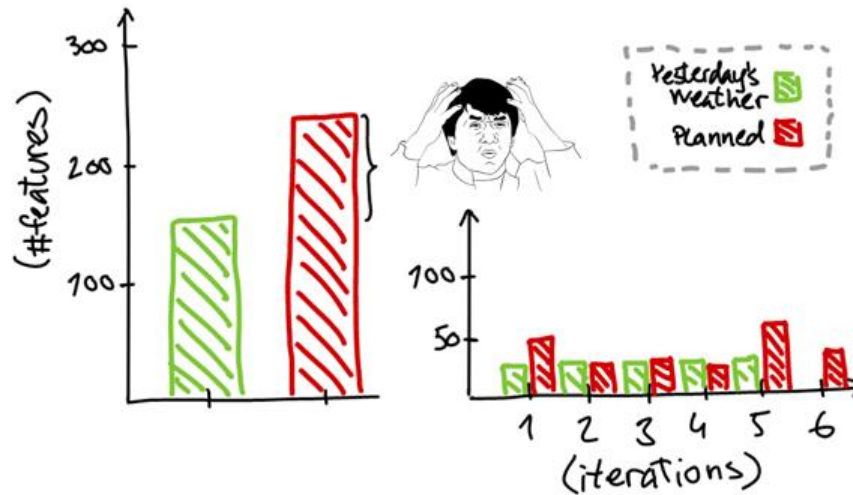 300
200
100
(#features)
Yesterday's
weather
Planned
100
50
1 2 3 4 5 6
(iterations)